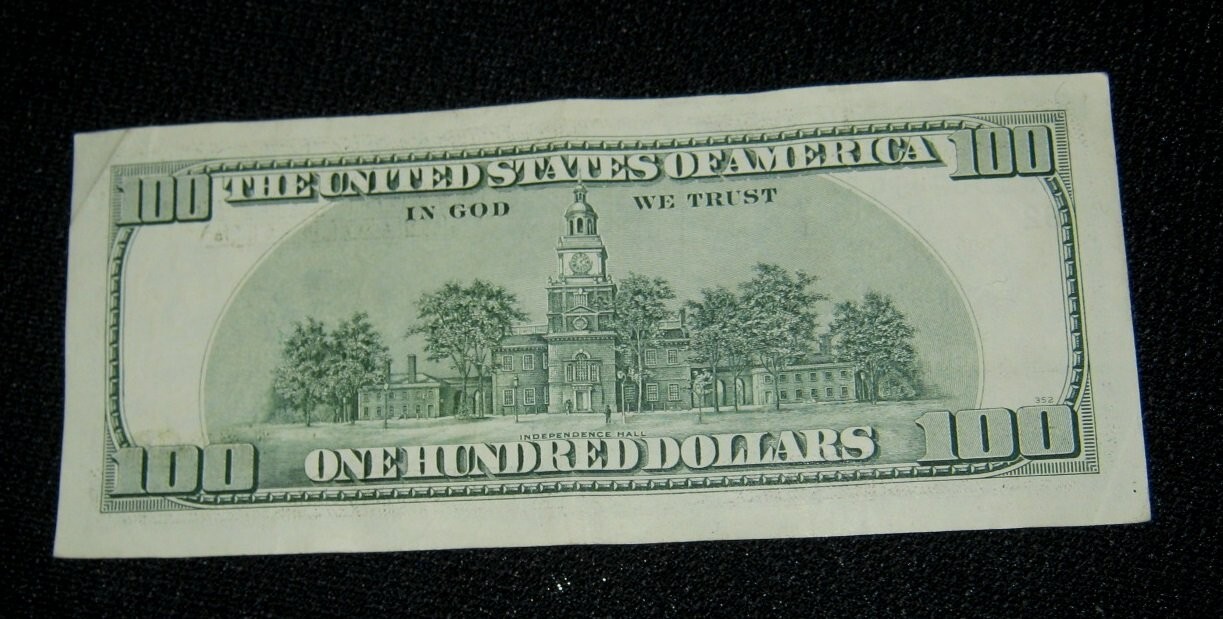 100 THE UNITED STATES OF AMERICA 100
IN GOD WE TRUST
352
INDEPENDENCE HALL
100 ONE HUNDRED DOLLARS 100